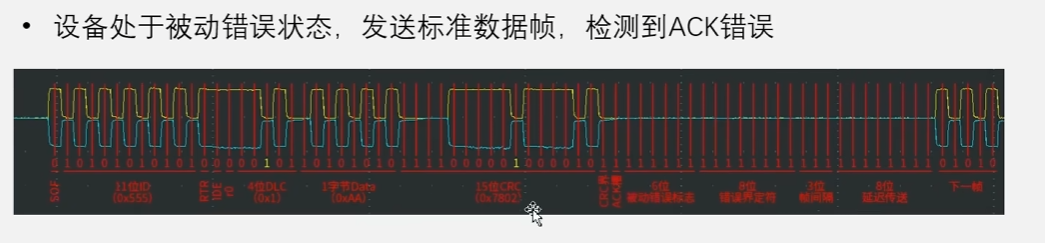 • 设备处于被动错误状态，发送标准数据帧，检测到ACK错误
SOF
11位ID
(0x555)
RTR
IDE
r0
4位DLC
(0x1)
1字节Data
(0xAA)
15位CRC
(0x7802)
6位
被动错误标志
8位
错误界定符
3位
帧间隔
8位
延迟传送
下一帧